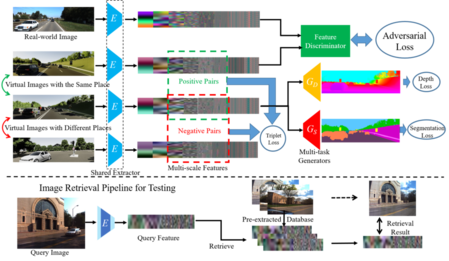 Real-world Image
E
Feature
Discriminator
Adversarial
Loss
Positive Pairs
Virtual Images with the Same Place
E
G_D
Depth
Loss
E
Virtual Images with Different Places
Negative Pairs
Triplet
Loss
G_S
Segmentation
Loss
E
Shared Extractor
Multi-scale Features
Multi-task
Generators
Image Retrieval Pipeline for Testing
Pre-extracted Database
E
Query Image
Query Feature
Retrieve
Retrieval
Result